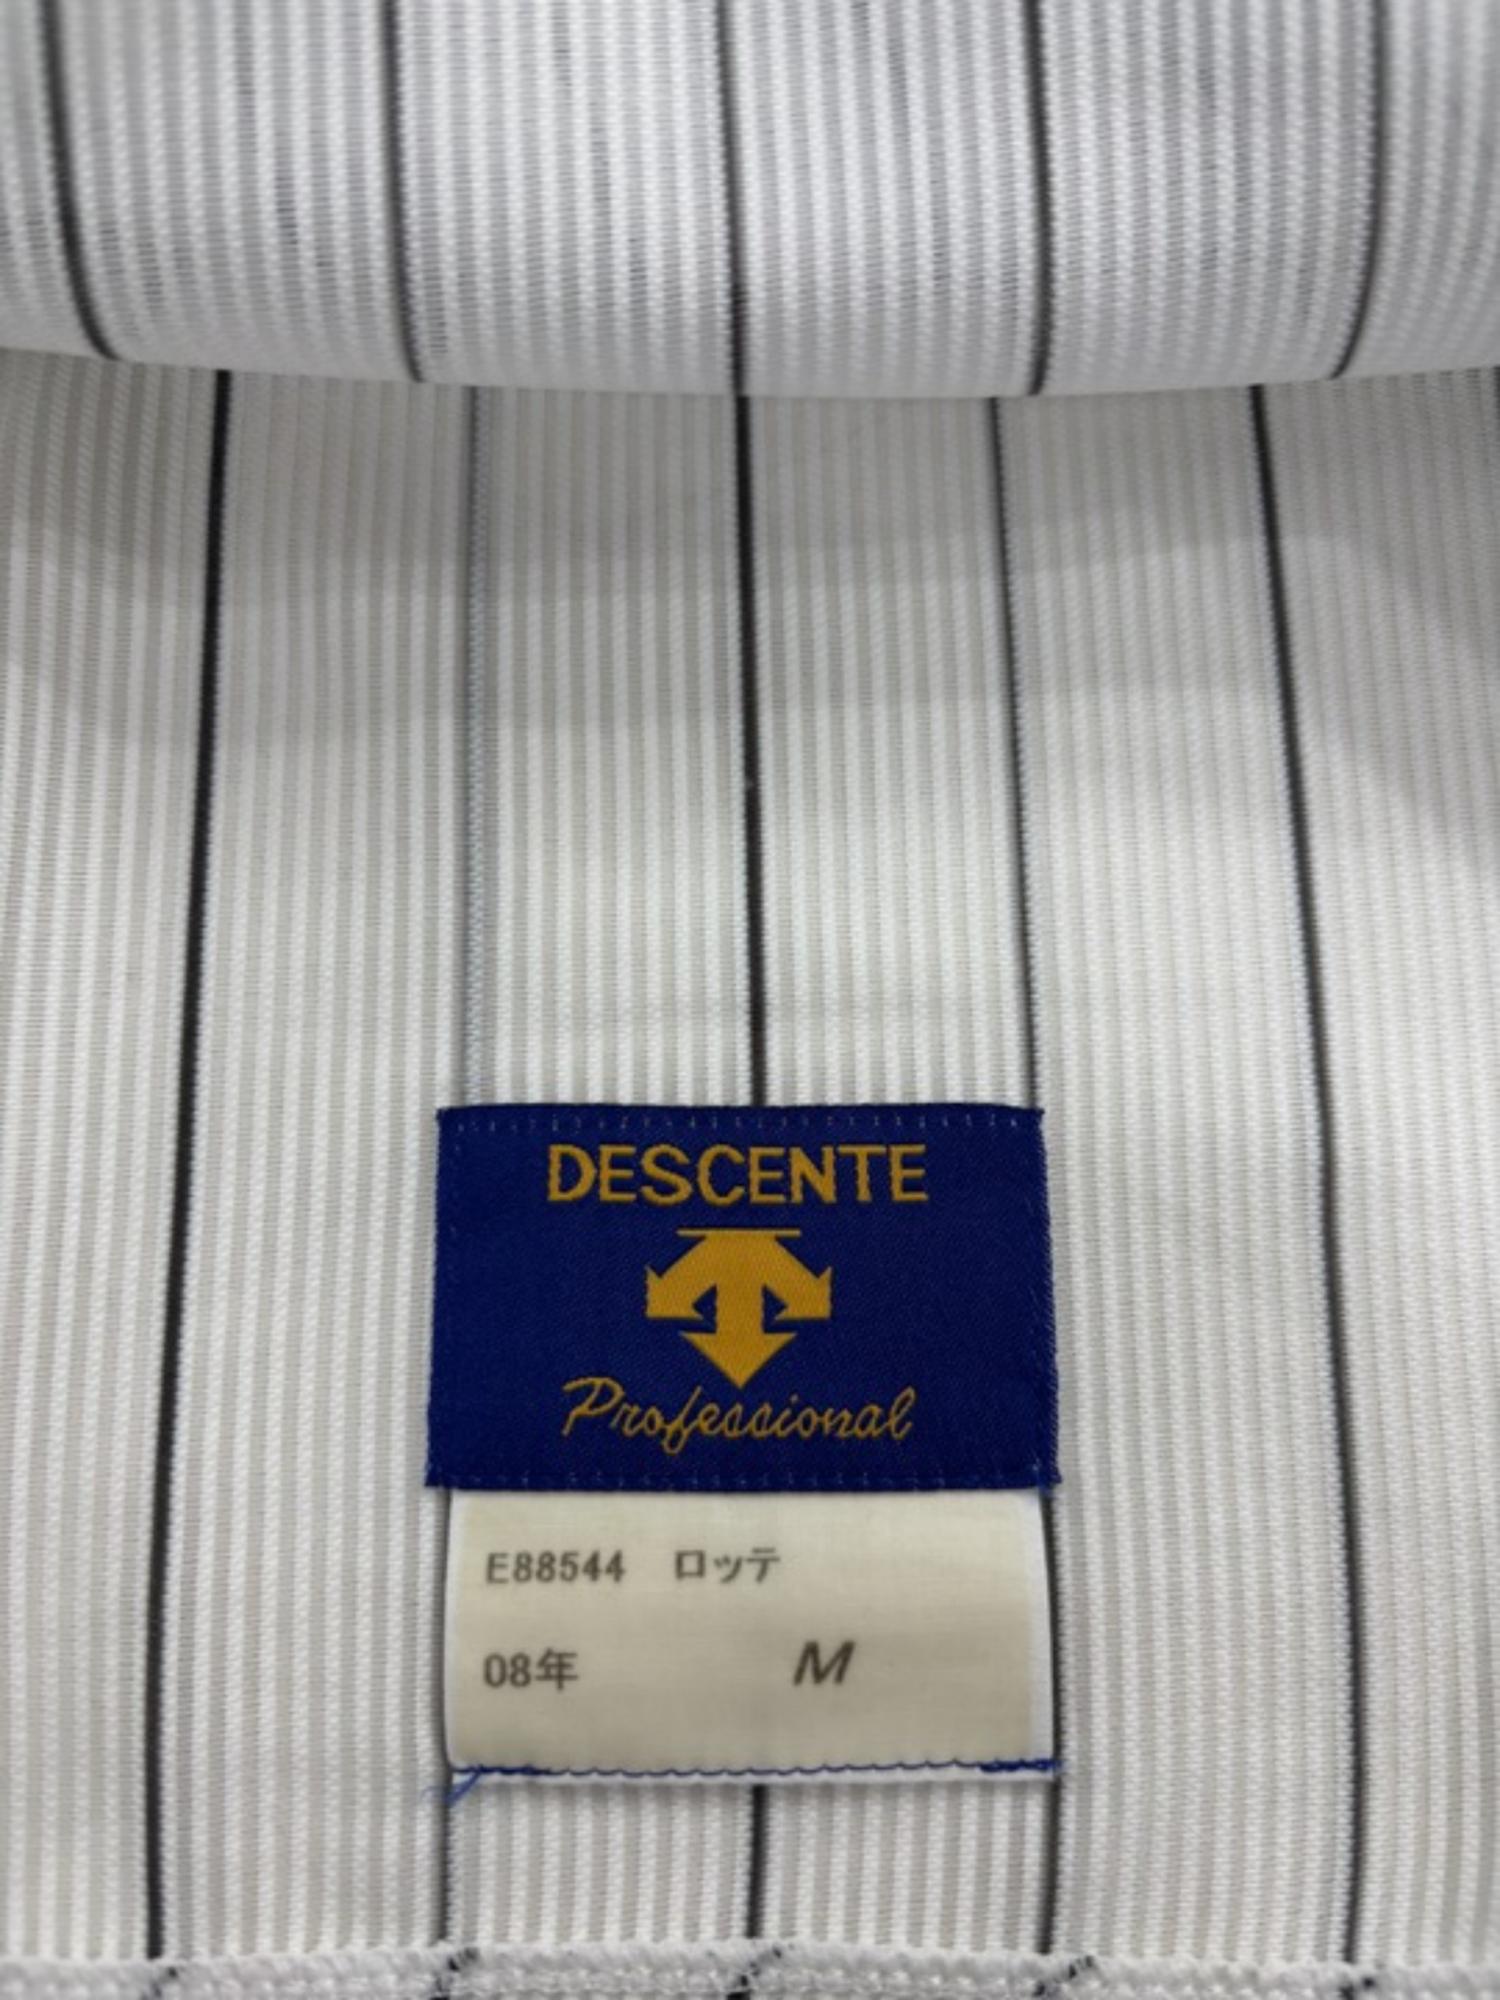 DESCENTE
Professional
E88544 ロッテ
08年 M